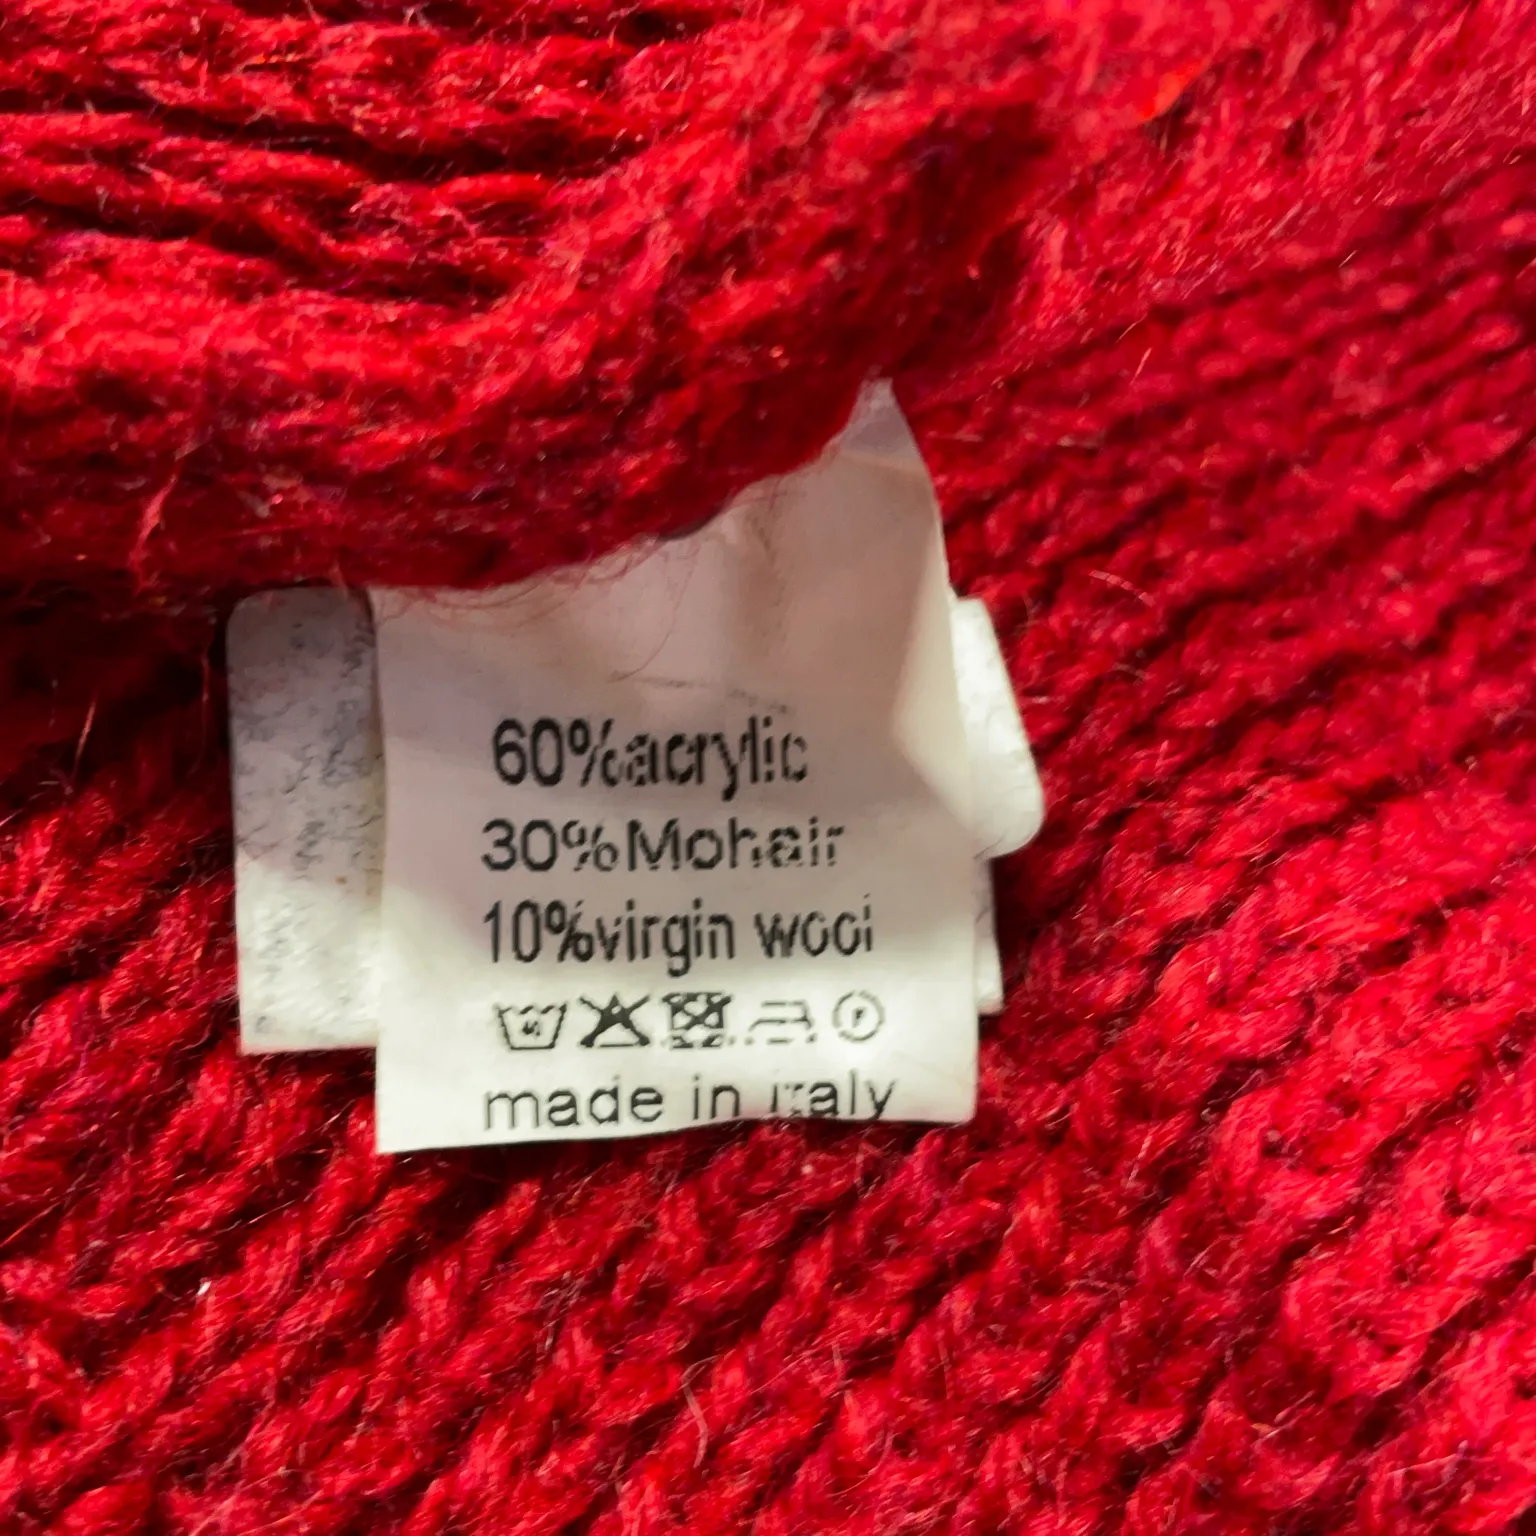 60%acrylic
30%Mohair
10%virgin wool
made in italy